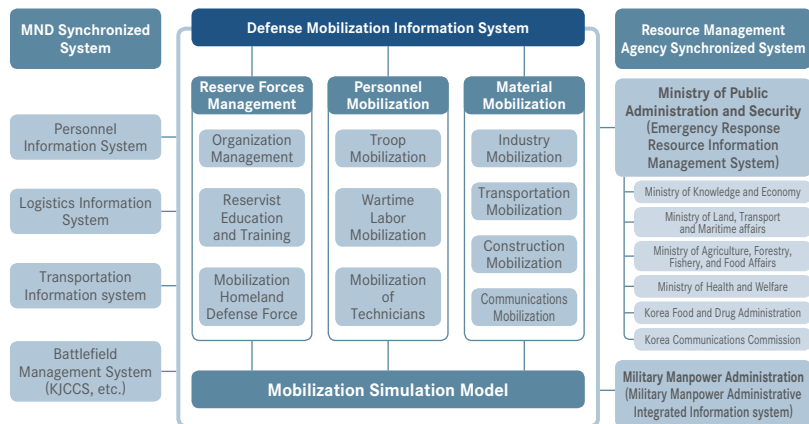 MND Synchronized
System
Personnel
Information System
Logistics Information
System
Transportation
Information system
Battlefield
Management System
(KJCCS, etc.)
Defense Mobilization Information System
Reserve Forces
Management
Organization
Management
Reservist
Education
and Training
Mobilization
Homeland
Defense Force
Personnel
Mobilization
Troop
Mobilization
Wartime
Labor
Mobilization
Mobilization
of
Technicians
Material
Mobilization
Industry
Mobilization
Transportation
Mobilization
Construction
Mobilization
Communications
Mobilization
Mobilization Simulation Model
Resource Management
Agency Synchronized System
Ministry of Public
Administration and Security
(Emergency Response
Resource Information
Management System)
Ministry of Knowledge and Economy
Ministry of Land, Transport
and Maritime affairs
Ministry of Agriculture, Forestry,
Fishery, and Food Affairs
Ministry of Health and Welfare
Korea Food and Drug Administration
Korea Communications Commission
Military Manpower Administration
(Military Manpower Administrative
Integrated Information system)